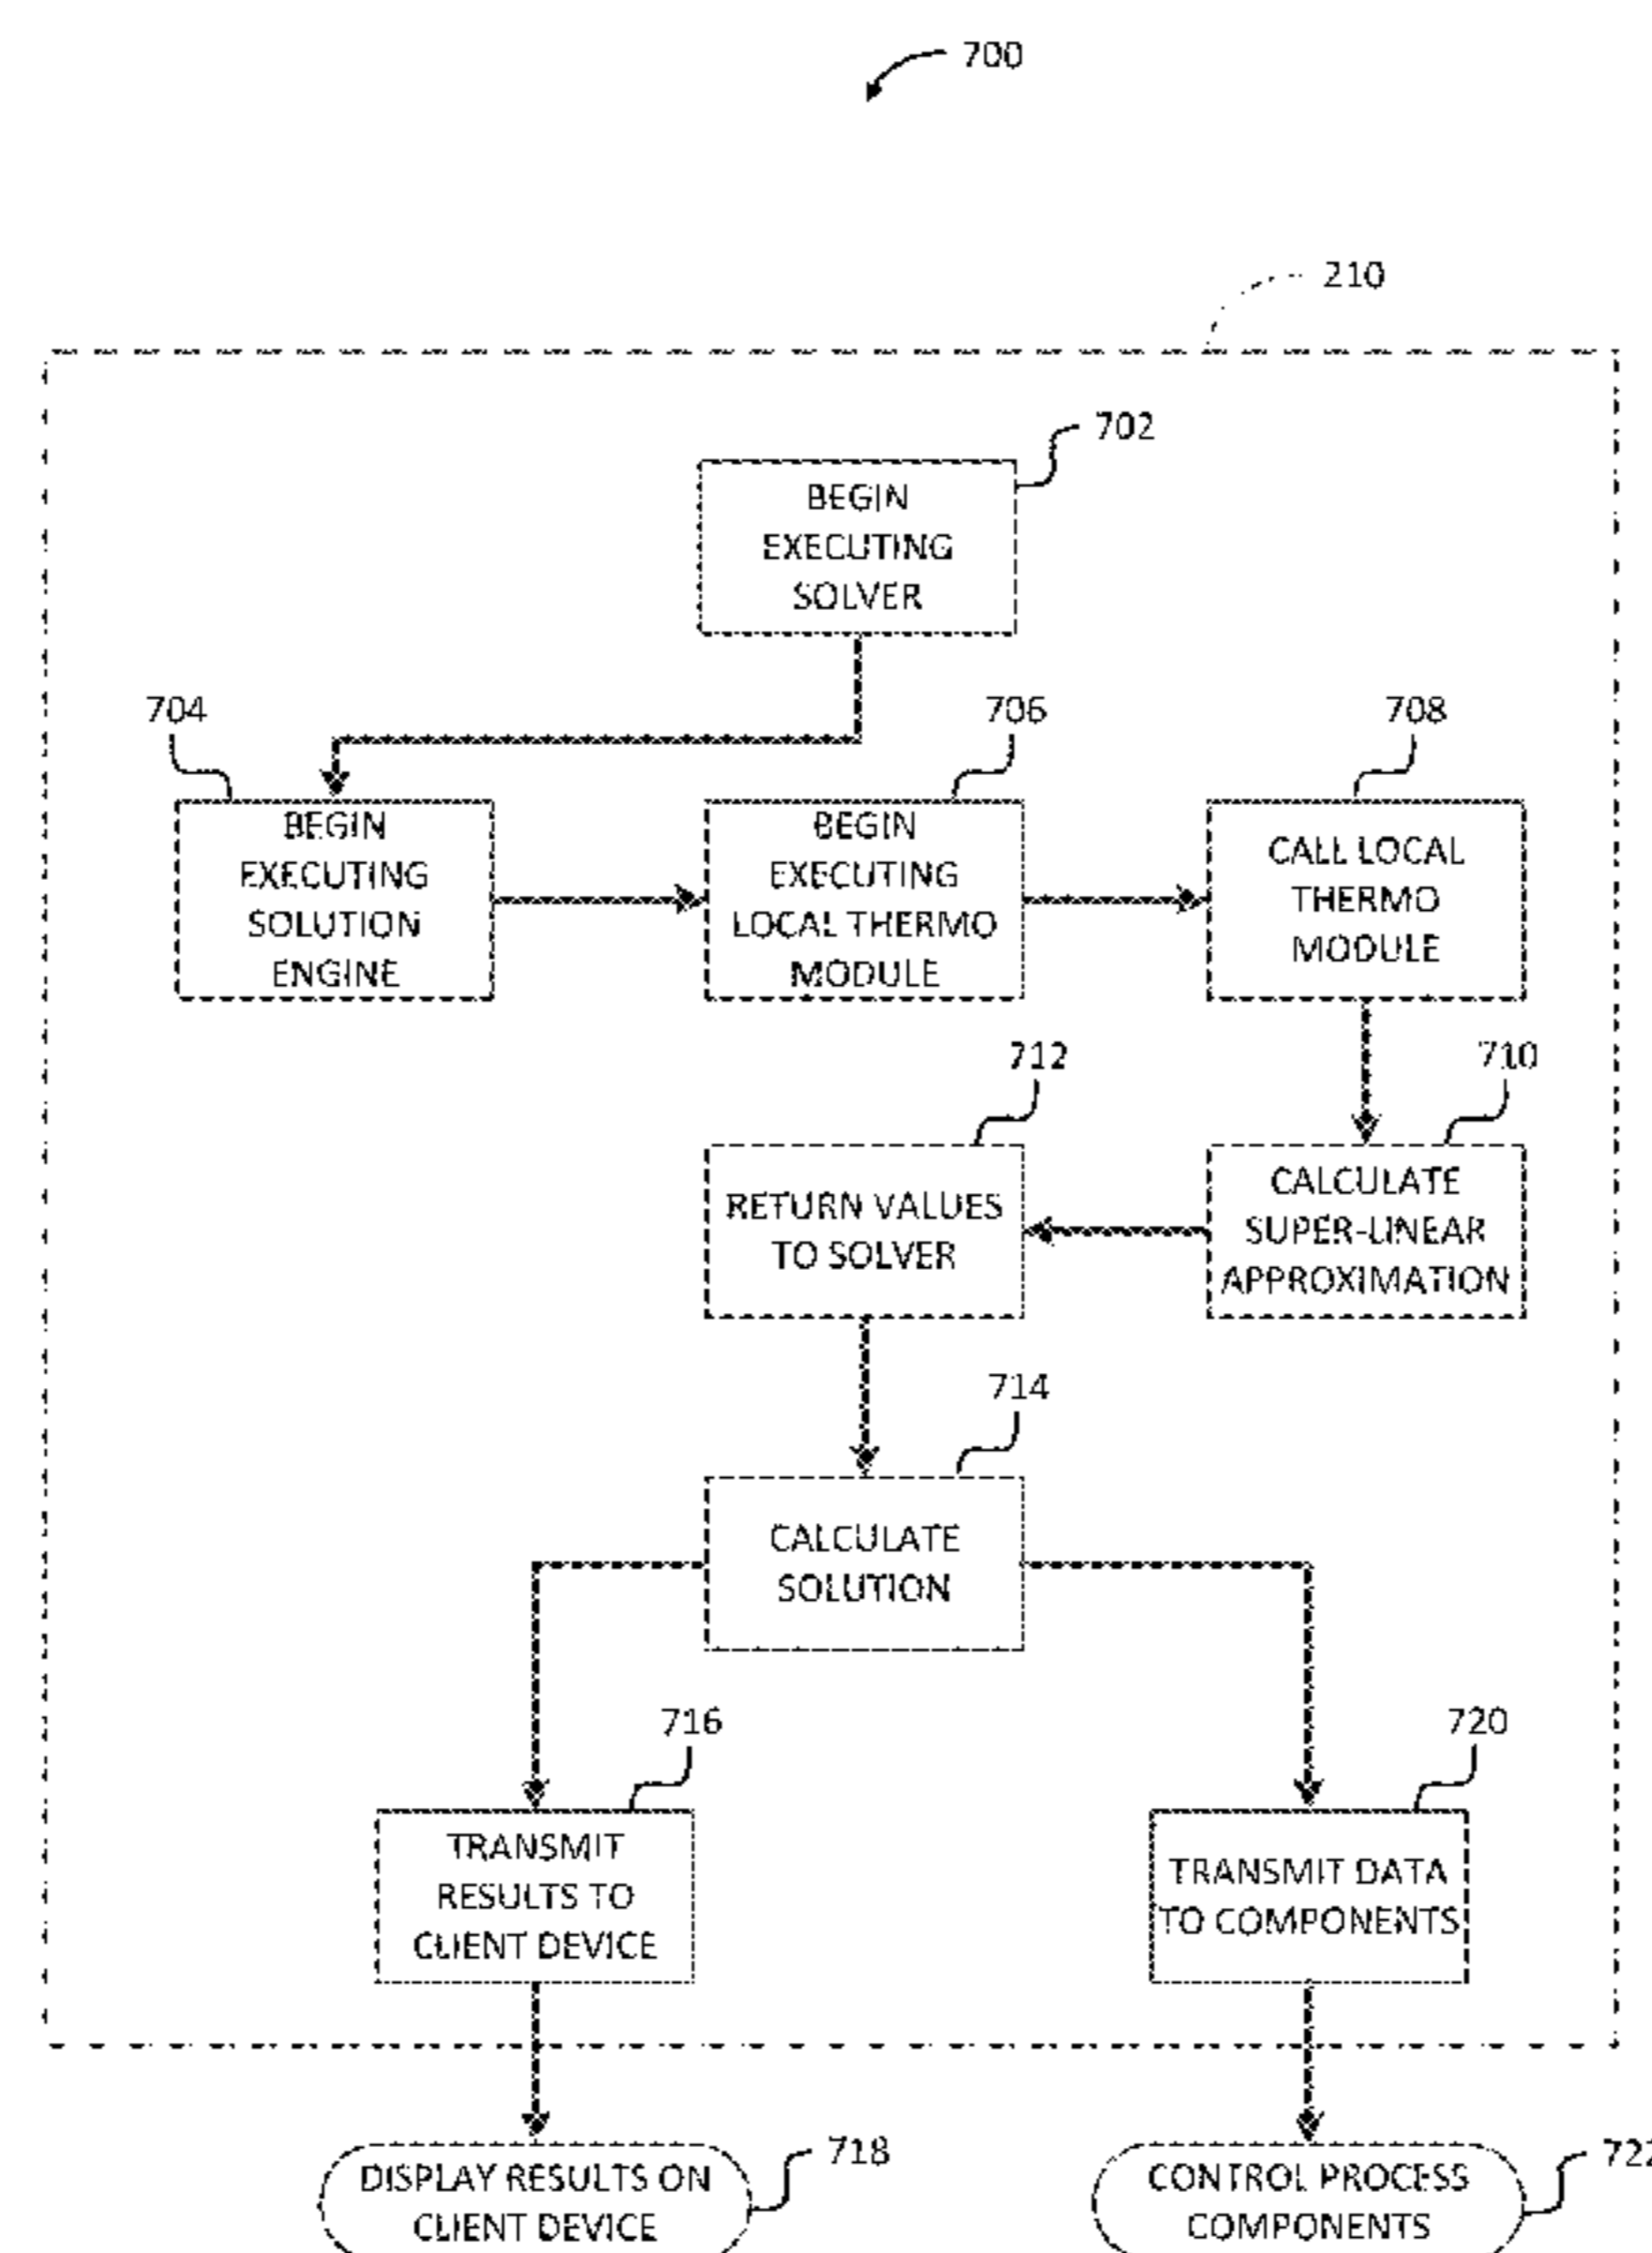 700
210
702
BEGIN
EXECUTING
SOLVER
704
706
708
BEGIN
EXECUTING
SOLUTION
ENGINE
BEGIN
EXECUTING
LOCAL THERMO
MODULE
CALL LOCAL
THERMO
MODULE
712
710
RETURN VALUES
TO SOLVER
CALCULATE
SUPER-LINEAR
APPROXIMATION
714
CALCULATE
SOLUTION
716
720
TRANSMIT
RESULTS TO
CLIENT DEVICE
TRANSMIT DATA
TO COMPONENTS
718
722
DISPLAY RESULTS ON
CLIENT DEVICE
CONTROL PROCESS
COMPONENTS